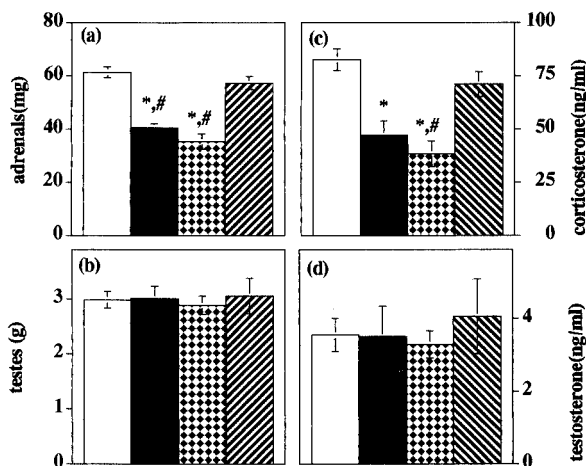 80
60
40
20
0
adrenals(mg)
(a)
*,#
*,#
(c)
*
*,#
100
75
50
25
0
corticosterone(ng/ml)
3
2
1
0
testes (g)
(b)
(d)
4
2
0
testosterone(ng/ml)